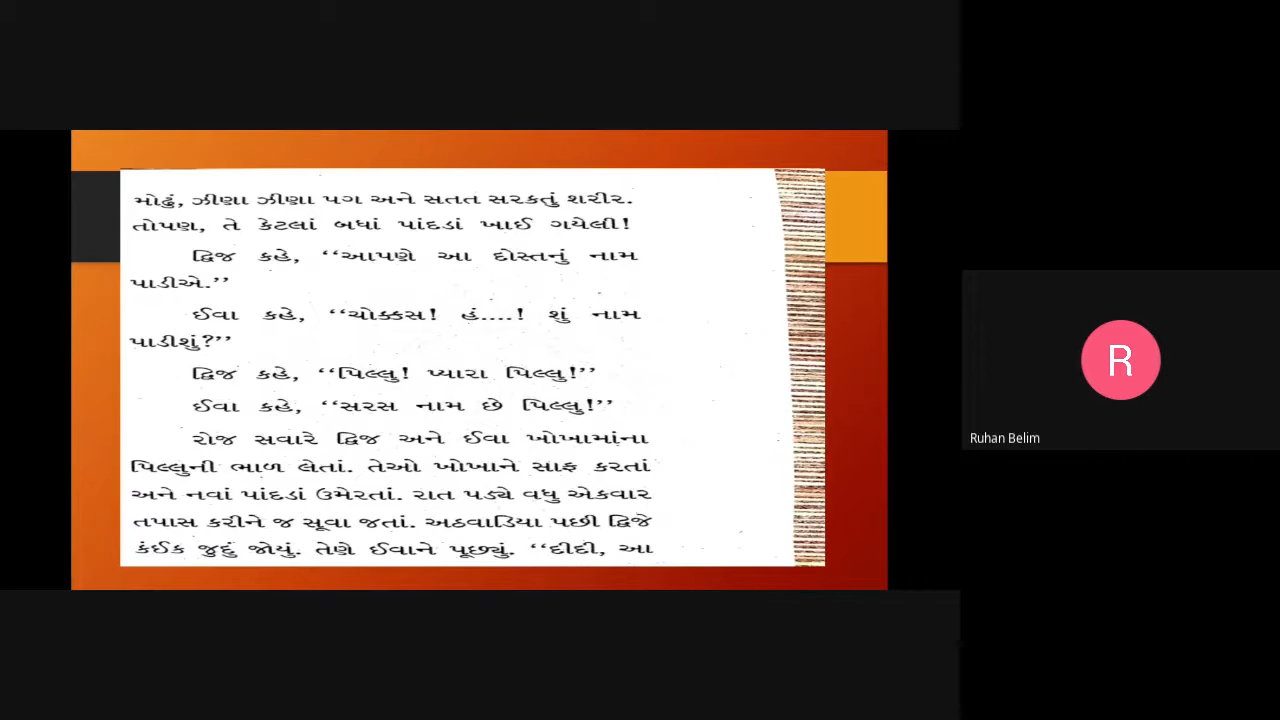 મોઢું, ઝીણા ઝીણા પગ અને સતત સરકતું શરીર.
તોપણ, તે કેટલાં બધાં પાંદડાં ખાઈ ગયેલી!
દ્વિજ કહે, ‘‘આપણે આ દોસ્તનું નામ
પાડીએ.’’
ઈવા કહે, ‘‘ચોક્કસ! હં....! શું નામ
પાડીશું?’’
દ્વિજ કહે, ‘‘પિલ્લુ! પ્યારા પિલ્લુ!’’
ઈવા કહે, ‘‘સરસ નામ છે પિલ્લુ!’’
રોજ સવારે દ્વિજ અને ઈવા ખોખામાંના
પિલ્લુની ભાળ લેતાં. તેઓ ખોખાને સાફ કરતાં
અને નવાં પાંદડાં ઉમેરતાં. રાત પડ્યે વધુ એકવાર
તપાસ કરીને જ સૂવા જતાં. અઠવાડિયા પછી દ્વિજે
કંઈક જુદું જોયું. તેણે ઈવાને પૂછ્યું. ‘‘દીદી, આ
R
Ruhan Belim